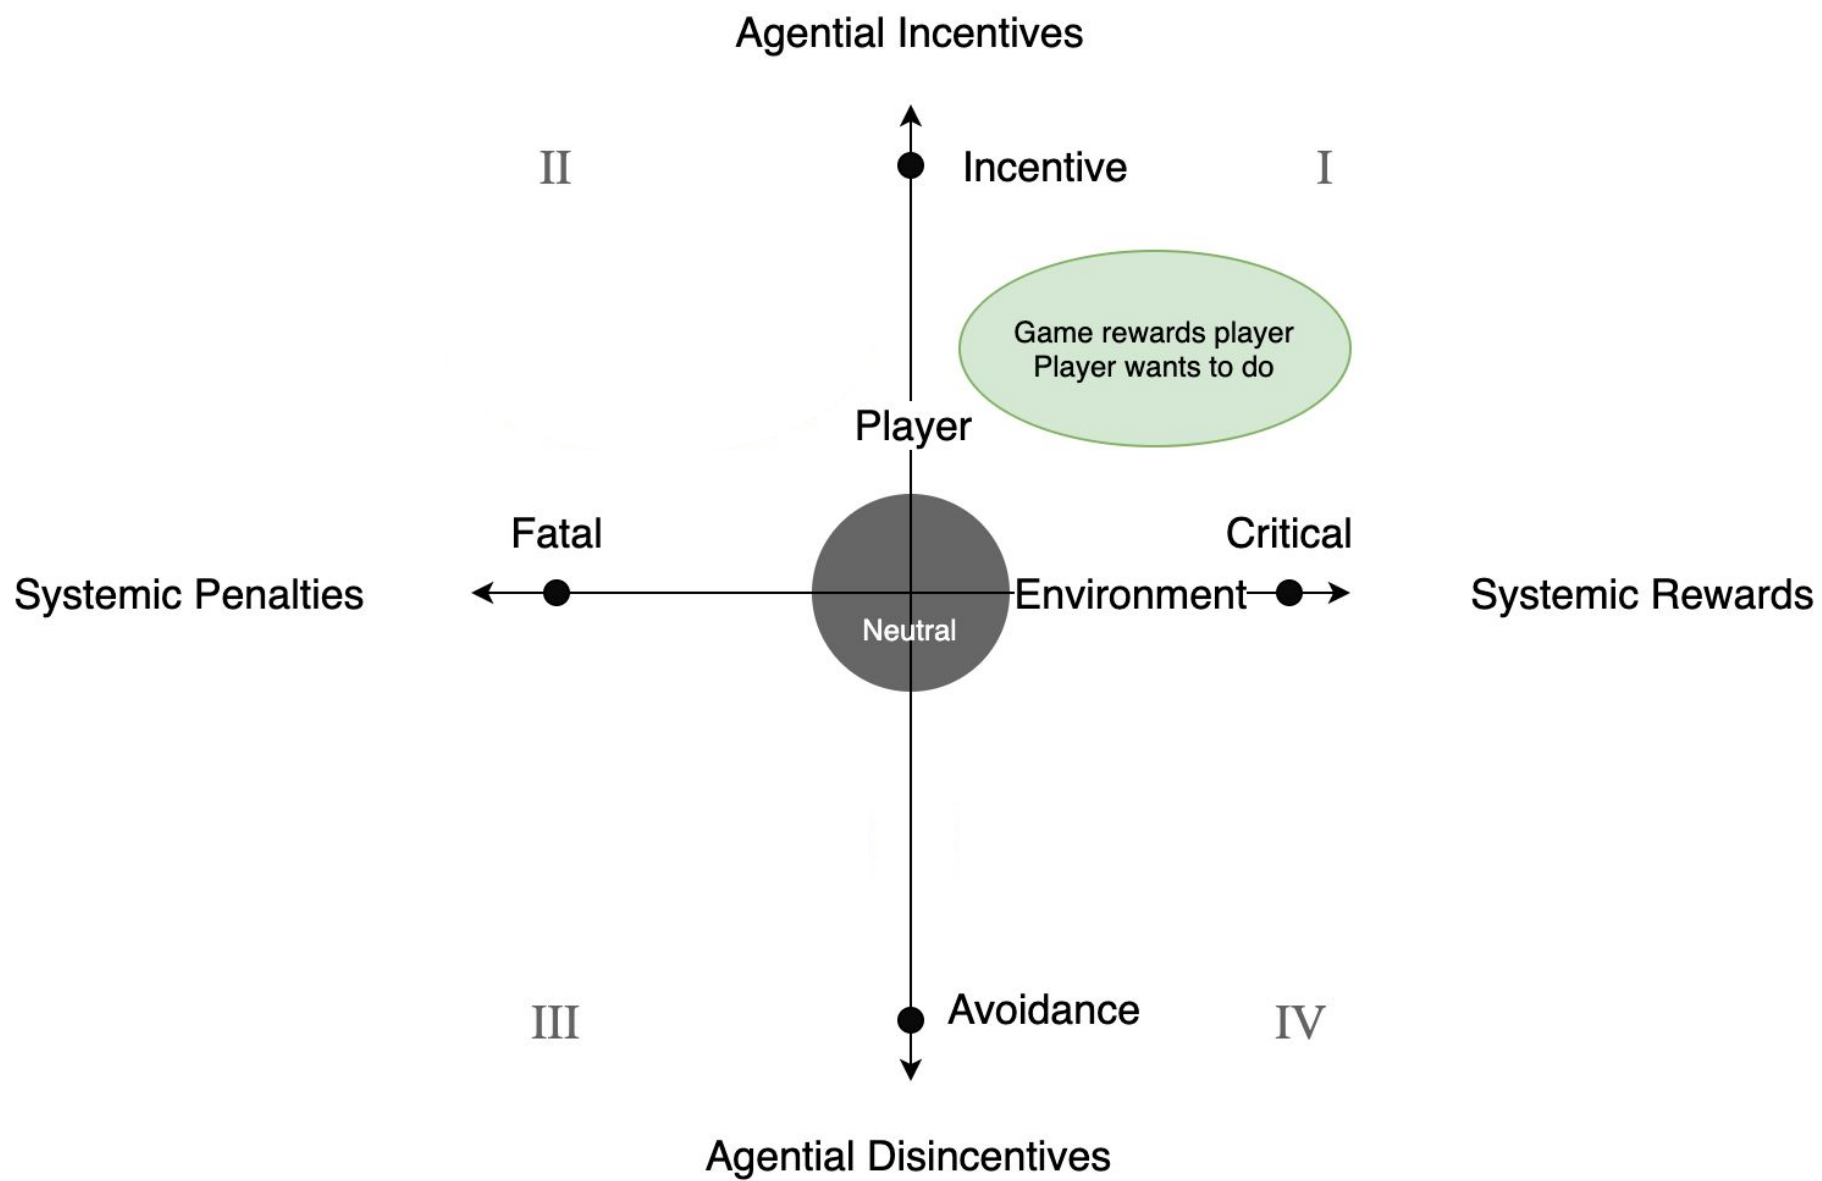 Agential Incentives
II
Incentive
I
Game rewards player
Player wants to do
Player
Fatal
Critical
Systemic Penalties
Environment
Systemic Rewards
Neutral
Avoidance
III
IV
Agential Disincentives